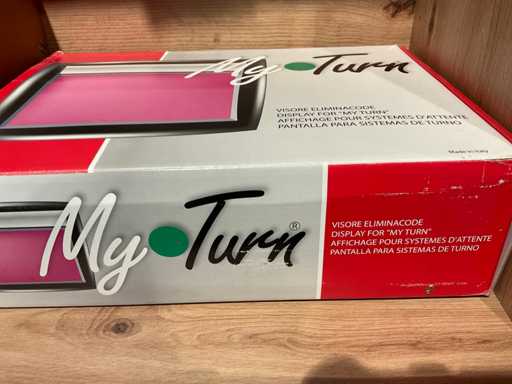 My Turn
VISORE ELIMINACODE
DISPLAY FOR "MY TURN"
AFFICHAGE POUR SYSTEMES D'ATTENTE
PANTALLA PARA SISTEMAS DE TURNO
Made in Italy
My Turn®
VISORE ELIMINACODE
DISPLAY FOR "MY TURN"
AFFICHAGE POUR SYSTEMES D'ATTENTE
PANTALLA PARA SISTEMAS DE TURNO